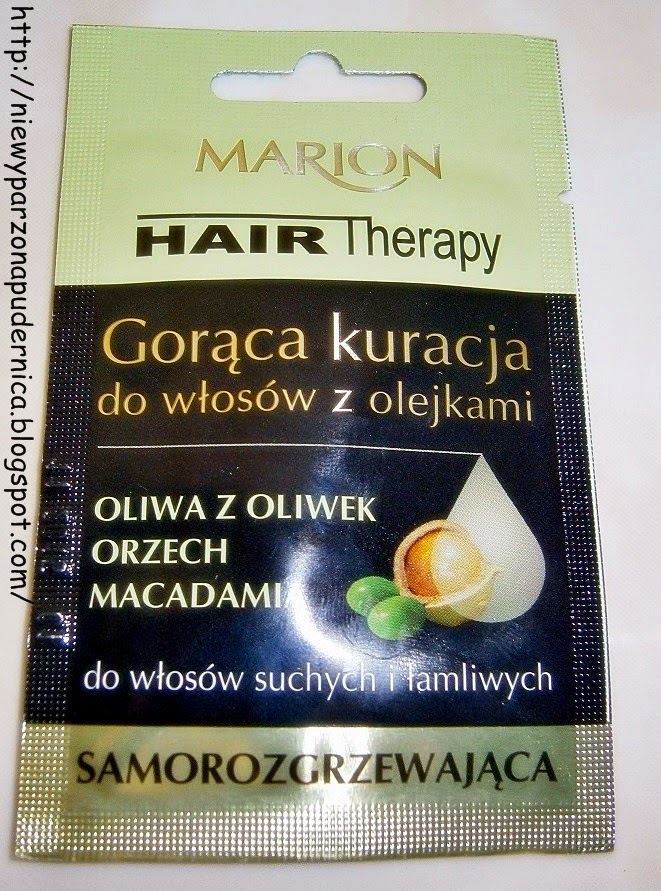 http://niewyparzonapudernica.blogspot.com/
MARION
HAIR Therapy
Gorąca kuracja
do włosów z olejkami
OLIWA Z OLIWEK
ORZECH
MACADAMIA
do włosów suchych i łamliwych
SAMOROZGRZEWAJĄCA